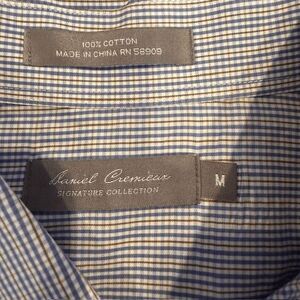 100% COTTON
MADE IN CHINA RN 58909
Daniel Cremieux
SIGNATURE COLLECTION
M